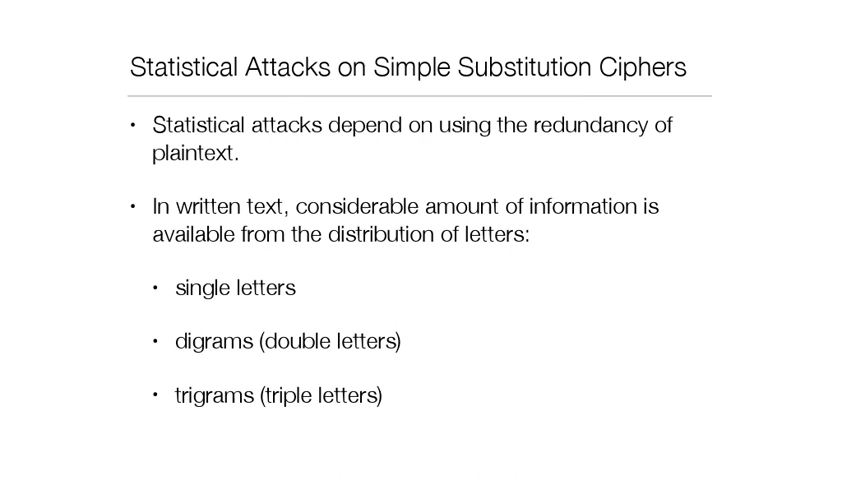 Statistical Attacks on Simple Substitution Ciphers
• Statistical attacks depend on using the redundancy of
plaintext.
• In written text, considerable amount of information is
available from the distribution of letters:
• single letters
• digrams (double letters)
• trigrams (triple letters)